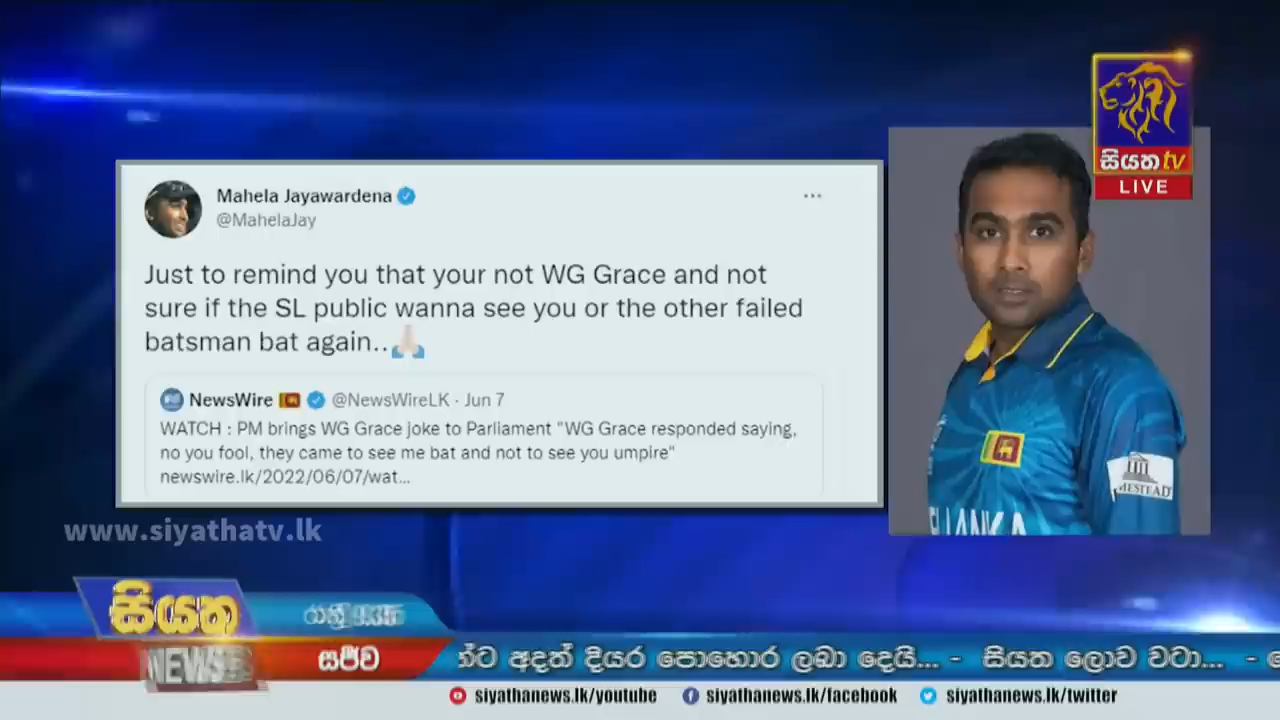 සියත tv
LIVE
Mahela Jayawardena
@MahelaJay
Just to remind you that your not WG Grace and not
sure if the SL public wanna see you or the other failed
batsman bat again..🙏🏻
NewsWire 🇱🇰 @NewsWireLK · Jun 7
WATCH : PM brings WG Grace joke to Parliament "WG Grace responded saying,
no you fool, they came to see me bat and not to see you umpire"
newswire.lk/2022/06/07/wat...
www.siyathatv.lk
සියත
NEWS
සජීව
අදත් දියර පොහොර ලබා දෙයි... - සියත ලොව වටා... -
siyathanews.lk/youtube siyathanews.lk/facebook siyathanews.lk/twitter